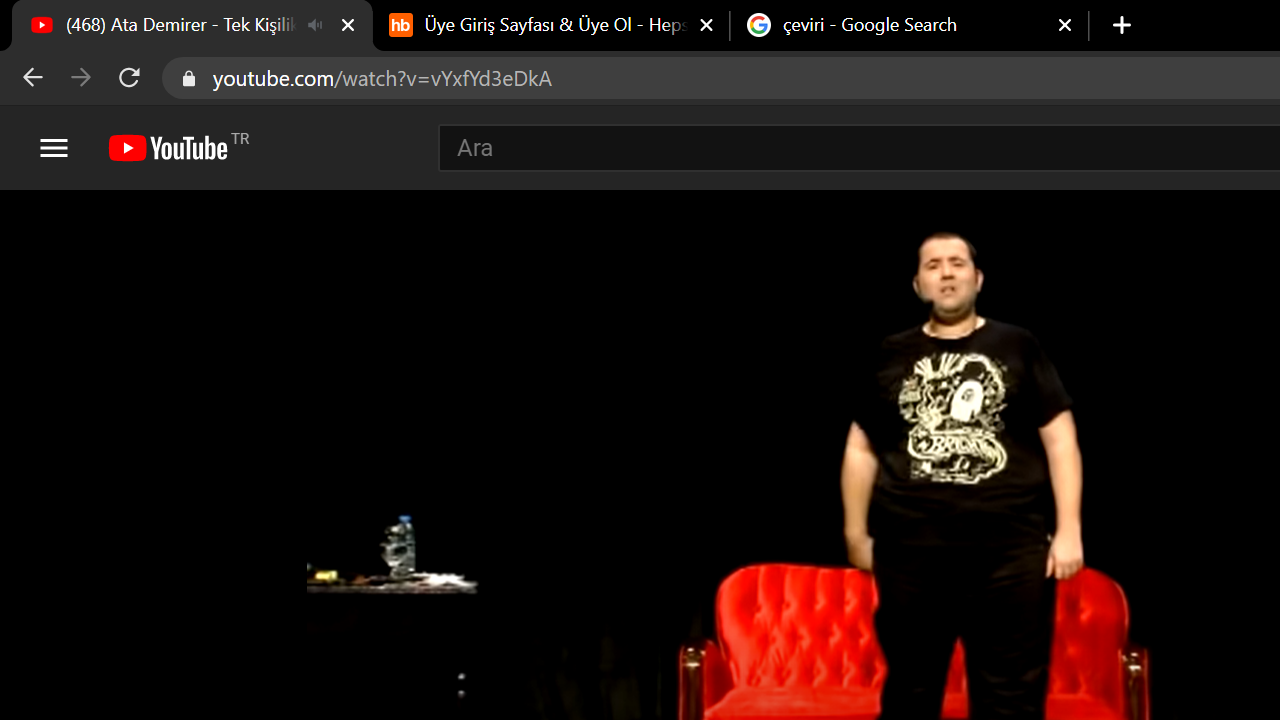 (468) Ata Demirer - Tek Kişilik
Üye Giriş Sayfası & Üye Ol - Heps
çeviri - Google Search
youtube.com/watch?v=vYxfYd3eDkA
YouTube TR
Ara
BRIGHTON